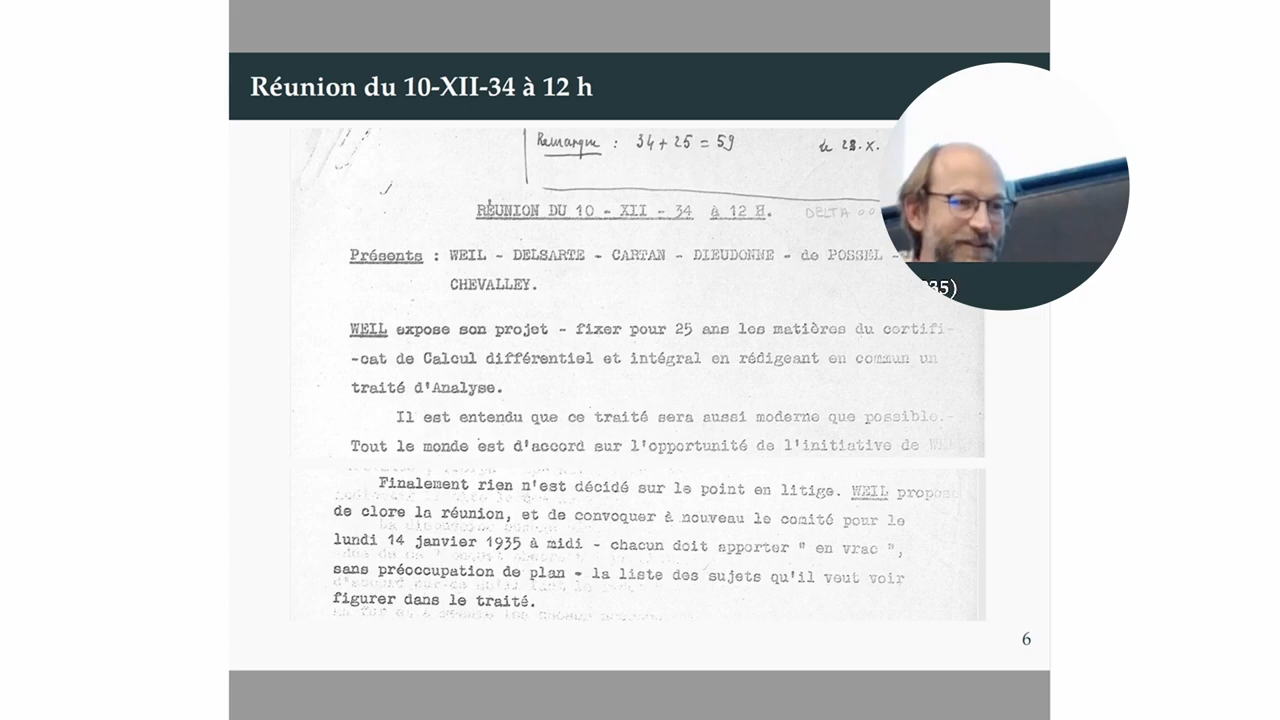 Réunion du 10-XII-34 à 12 h
Remarque : 34 + 25 = 59
REUNION DU 10 - XII - 34 à 12 H. DELTA 00
Présents : WEIL - DELSARTE - CARTAN - DIEUDONNE - de POSSEL -
CHEVALLEY.
35)
WEIL expose son projet - fixer pour 25 ans les matières du certifi-
-cat de Calcul différentiel et intégral en rédigeant en commun un
traité d'Analyse.
Il est entendu que ce traité sera aussi moderne que possible.-
Tout le monde est d'accord sur l'opportunité de l'initiative de
Finalement rien n'est décidé sur le point en litige. WEIL propose
de clore la réunion, et de convoquer à nouveau le comité pour le
lundi 14 janvier 1935 à midi - chacun doit apporter " en vrac ",
sans préoccupation de plan - la liste des sujets qu'il veut voir
figurer dans le traité.
6